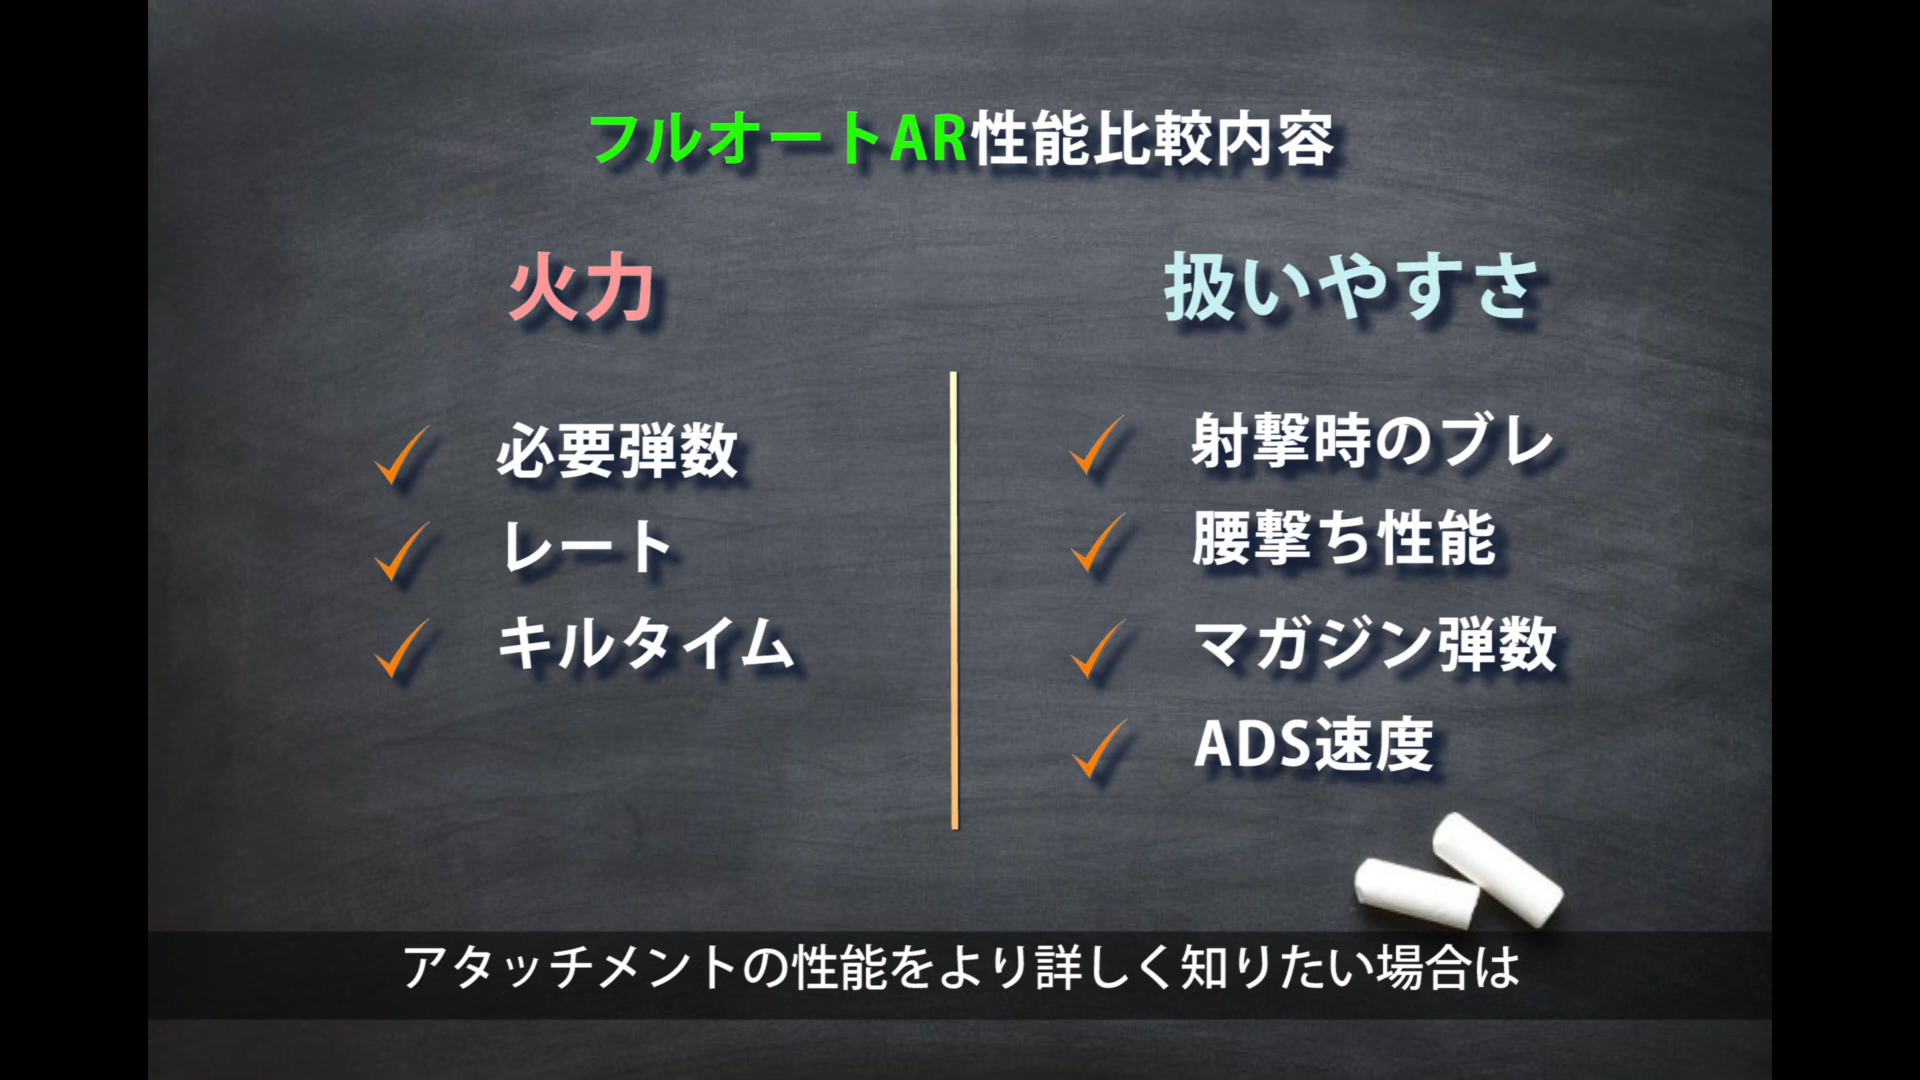 フルオートAR性能比較内容
火力
必要弾数
レート
キルタイム
扱いやすさ
射撃時のブレ
腰撃ち性能
マガジン弾数
ADS速度
アタッチメントの性能をより詳しく知りたい場合は